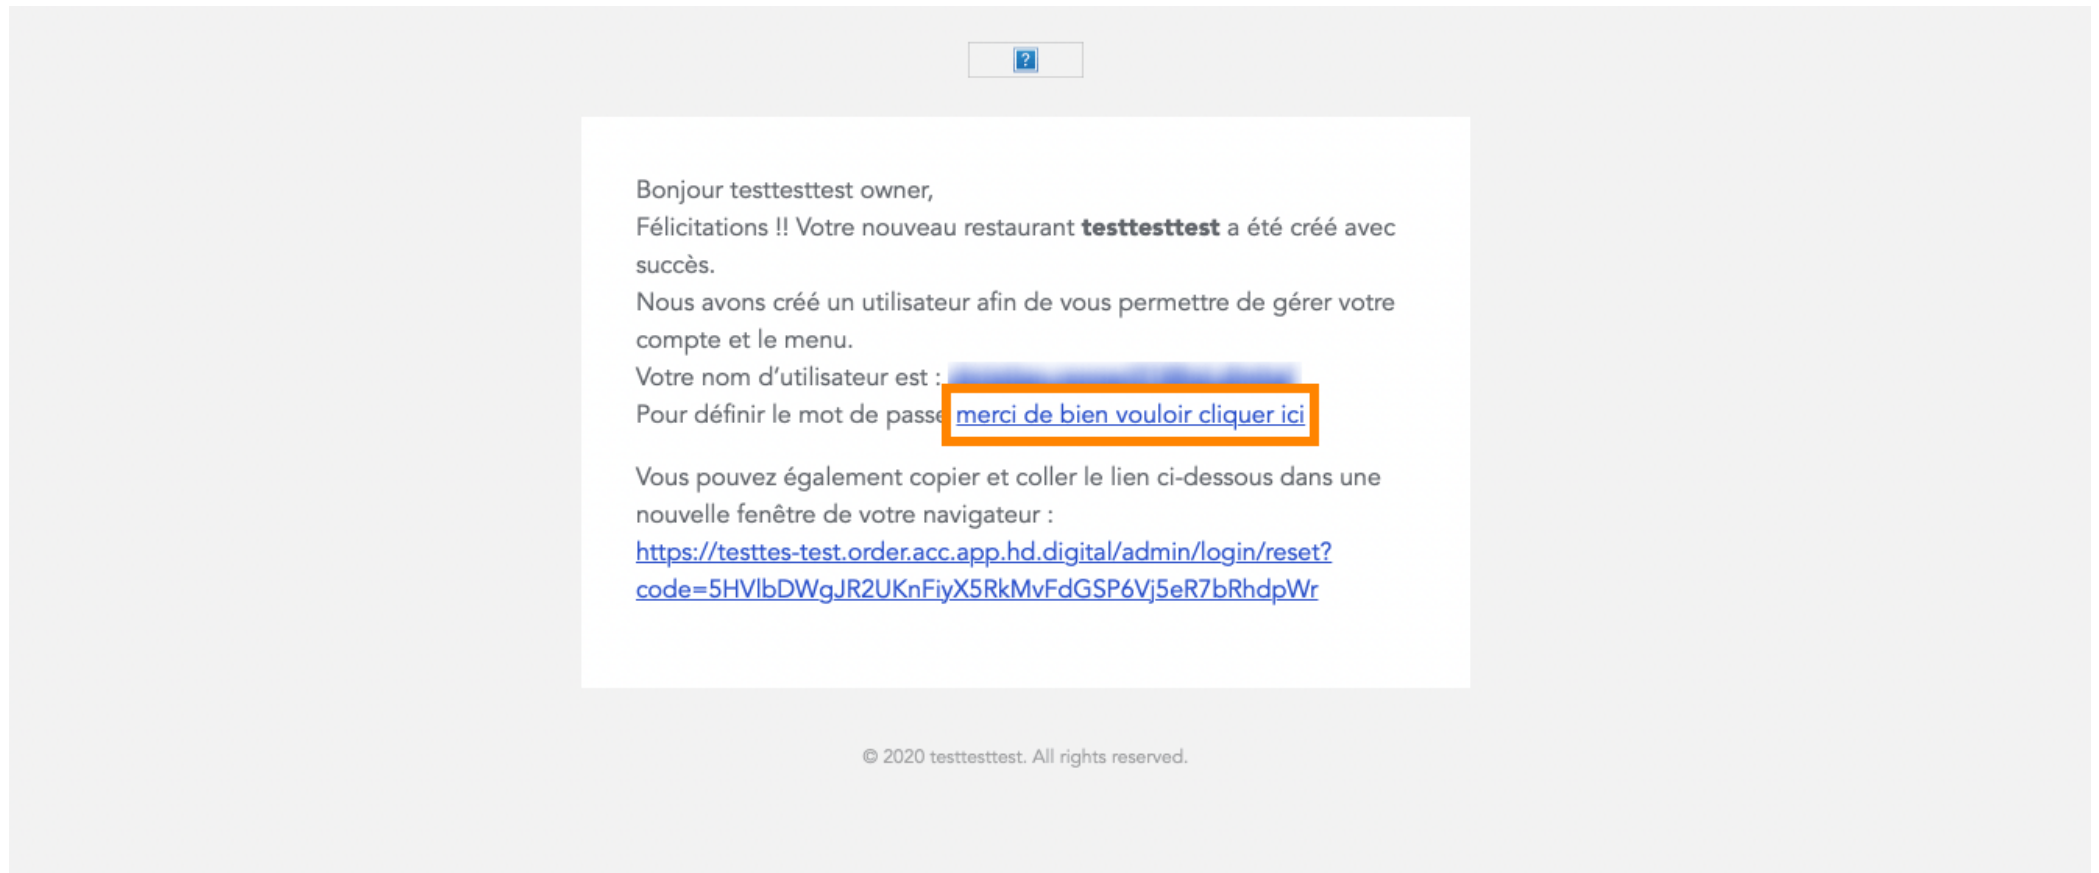 Bonjour testtesttest owner,
Félicitations !! Votre nouveau restaurant testtesttest a été créé avec
succès.
Nous avons créé un utilisateur afin de vous permettre de gérer votre
compte et le menu.
Votre nom d’utilisateur est :
Pour définir le mot de passe merci de bien vouloir cliquer ici
Vous pouvez également copier et coller le lien ci-dessous dans une
nouvelle fenêtre de votre navigateur :
https://testtes-test.order.acc.app.hd.digital/admin/login/reset?
code=5HVlbDWgJR2UKnFiyX5RkMvFdGSP6Vj5eR7bRhdpWr
© 2020 testtesttest. All rights reserved.